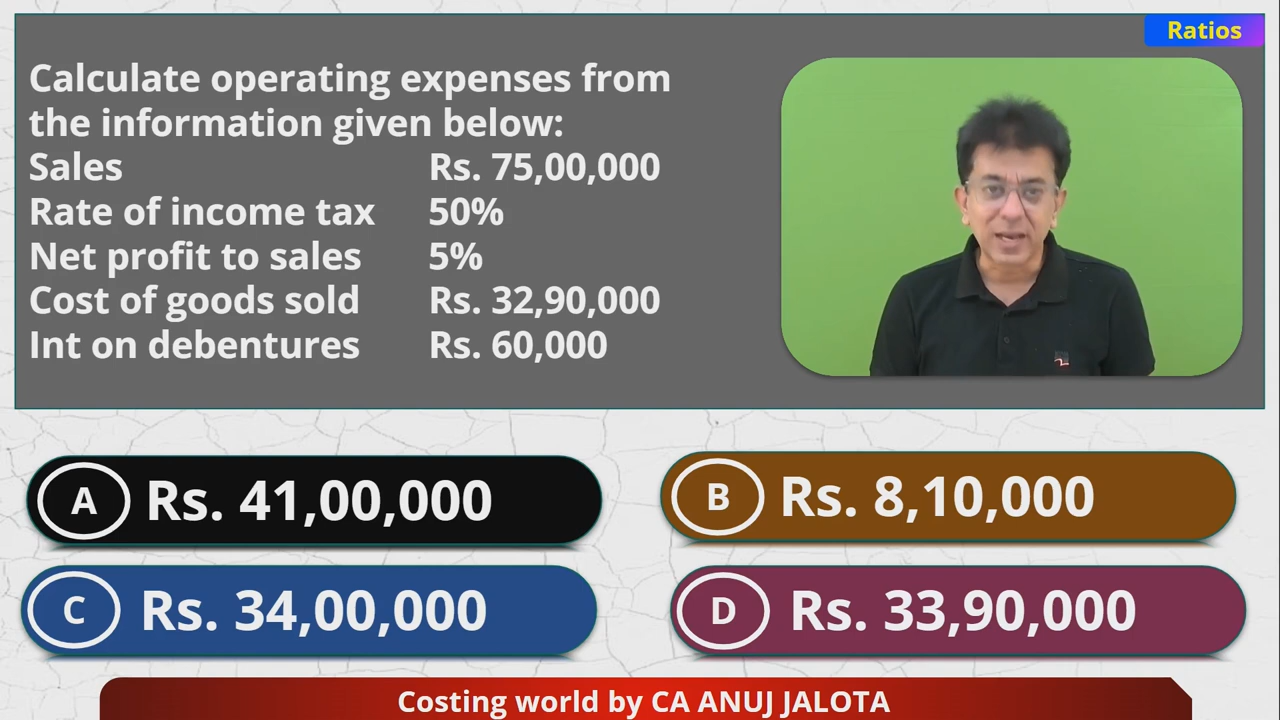 Ratios
Calculate operating expenses from
the information given below:
Sales Rs. 75,00,000
Rate of income tax 50%
Net profit to sales 5%
Cost of goods sold Rs. 32,90,000
Int on debentures Rs. 60,000
A Rs. 41,00,000
B Rs. 8,10,000
C Rs. 34,00,000
D Rs. 33,90,000
Costing world by CA ANUJ JALOTA